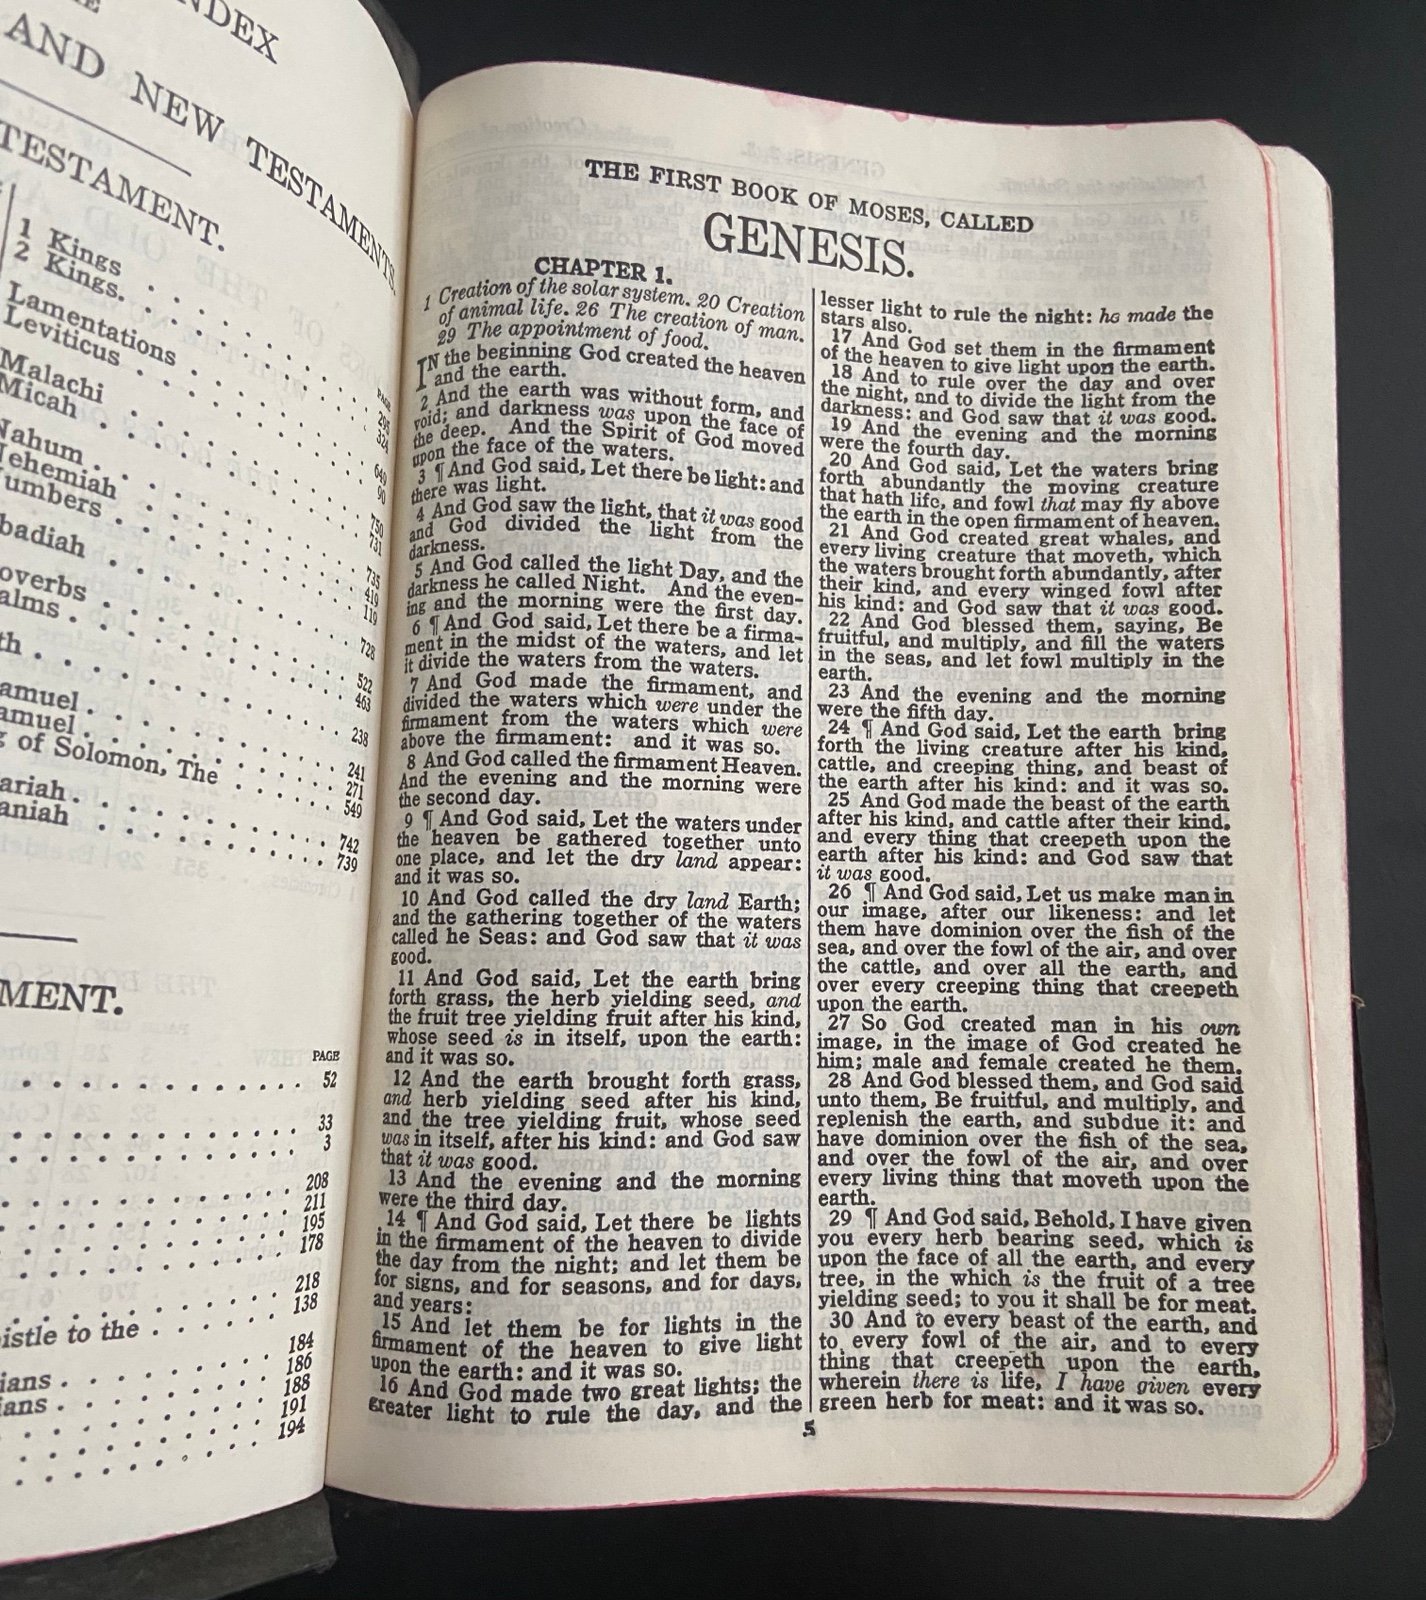 NDEX
AND NEW TESTAMENTS.
TESTAMENT.
PAGE
1 Kings . . . 295
2 Kings. . . . 324
Lamentations . . . 649
Leviticus . . . 90
Malachi . . . 750
Micah . . . 731
Nahum . . . 735
Nehemiah . . . 419
Numbers . . . 119
badiah . . . 728
overbs . . . 522
alms . . . 463
th . . . 238
amuel . . . 241
amuel . . . 271
g of Solomon, The . . . 549
ariah . . . 742
aniah . . . 739
MENT.
PAGE
52
33
3
208
211
195
178
218
138
istle to the
184
ians . . . 186
ians . . . 188
191
194
THE FIRST BOOK OF MOSES, CALLED
GENESIS.
CHAPTER 1.
1 Creation of the solar system. 20 Creation
of animal life. 26 The creation of man.
29 The appointment of food.
IN the beginning God created the heaven
and the earth.
2 And the earth was without form, and
void; and darkness was upon the face of
the deep. And the Spirit of God moved
upon the face of the waters.
3 ¶ And God said, Let there be light: and
there was light.
4 And God saw the light, that it was good
and God divided the light from the
darkness.
5 And God called the light Day, and the
darkness he called Night. And the even-
ing and the morning were the first day.
6 ¶ And God said, Let there be a firma-
ment in the midst of the waters, and let
it divide the waters from the waters.
7 And God made the firmament, and
divided the waters which were under the
firmament from the waters which were
above the firmament: and it was so.
8 And God called the firmament Heaven.
And the evening and the morning were
the second day.
9 ¶ And God said, Let the waters under
the heaven be gathered together unto
one place, and let the dry land appear:
and it was so.
10 And God called the dry land Earth;
and the gathering together of the waters
called he Seas: and God saw that it was
good.
11 And God said, Let the earth bring
forth grass, the herb yielding seed, and
the fruit tree yielding fruit after his kind,
whose seed is in itself, upon the earth:
and it was so.
12 And the earth brought forth grass,
and herb yielding seed after his kind,
and the tree yielding fruit, whose seed
was in itself, after his kind: and God saw
that it was good.
13 And the evening and the morning
were the third day.
14 ¶ And God said, Let there be lights
in the firmament of the heaven to divide
the day from the night; and let them be
for signs, and for seasons, and for days,
and years:
15 And let them be for lights in the
firmament of the heaven to give light
upon the earth: and it was so.
16 And God made two great lights; the
greater light to rule the day, and the
lesser light to rule the night: he made the
stars also.
17 And God set them in the firmament
of the heaven to give light upon the earth.
18 And to rule over the day and over
the night, and to divide the light from the
darkness: and God saw that it was good.
19 And the evening and the morning
were the fourth day.
20 And God said, Let the waters bring
forth abundantly the moving creature
that hath life, and fowl that may fly above
the earth in the open firmament of heaven.
21 And God created great whales, and
every living creature that moveth, which
the waters brought forth abundantly, after
their kind, and every winged fowl after
his kind: and God saw that it was good.
22 And God blessed them, saying, Be
fruitful, and multiply, and fill the waters
in the seas, and let fowl multiply in the
earth.
23 And the evening and the morning
were the fifth day.
24 ¶ And God said, Let the earth bring
forth the living creature after his kind,
cattle, and creeping thing, and beast of
the earth after his kind: and it was so.
25 And God made the beast of the earth
after his kind, and cattle after their kind,
and every thing that creepeth upon the
earth after his kind: and God saw that
it was good.
26 ¶ And God said, Let us make man in
our image, after our likeness: and let
them have dominion over the fish of the
sea, and over the fowl of the air, and over
the cattle, and over all the earth, and
over every creeping thing that creepeth
upon the earth.
27 So God created man in his own
image, in the image of God created he
him; male and female created he them.
28 And God blessed them, and God said
unto them, Be fruitful, and multiply, and
replenish the earth, and subdue it: and
have dominion over the fish of the sea,
and over the fowl of the air, and over
every living thing that moveth upon the
earth.
29 ¶ And God said, Behold, I have given
you every herb bearing seed, which is
upon the face of all the earth, and every
tree, in the which is the fruit of a tree
yielding seed; to you it shall be for meat.
30 And to every beast of the earth, and
to every fowl of the air, and to every
thing that creepeth upon the earth,
wherein there is life, I have given every
green herb for meat: and it was so.
5